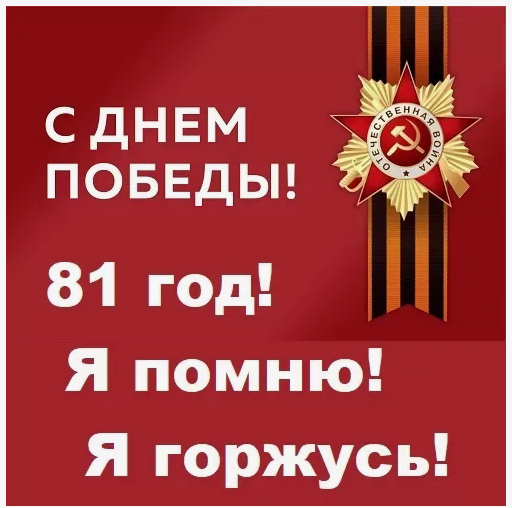 С ДНЕМ
ПОБЕДЫ!
ОТЕЧЕСТВЕННАЯ ВОЙНА
81 год!
Я помню!
Я горжусь!